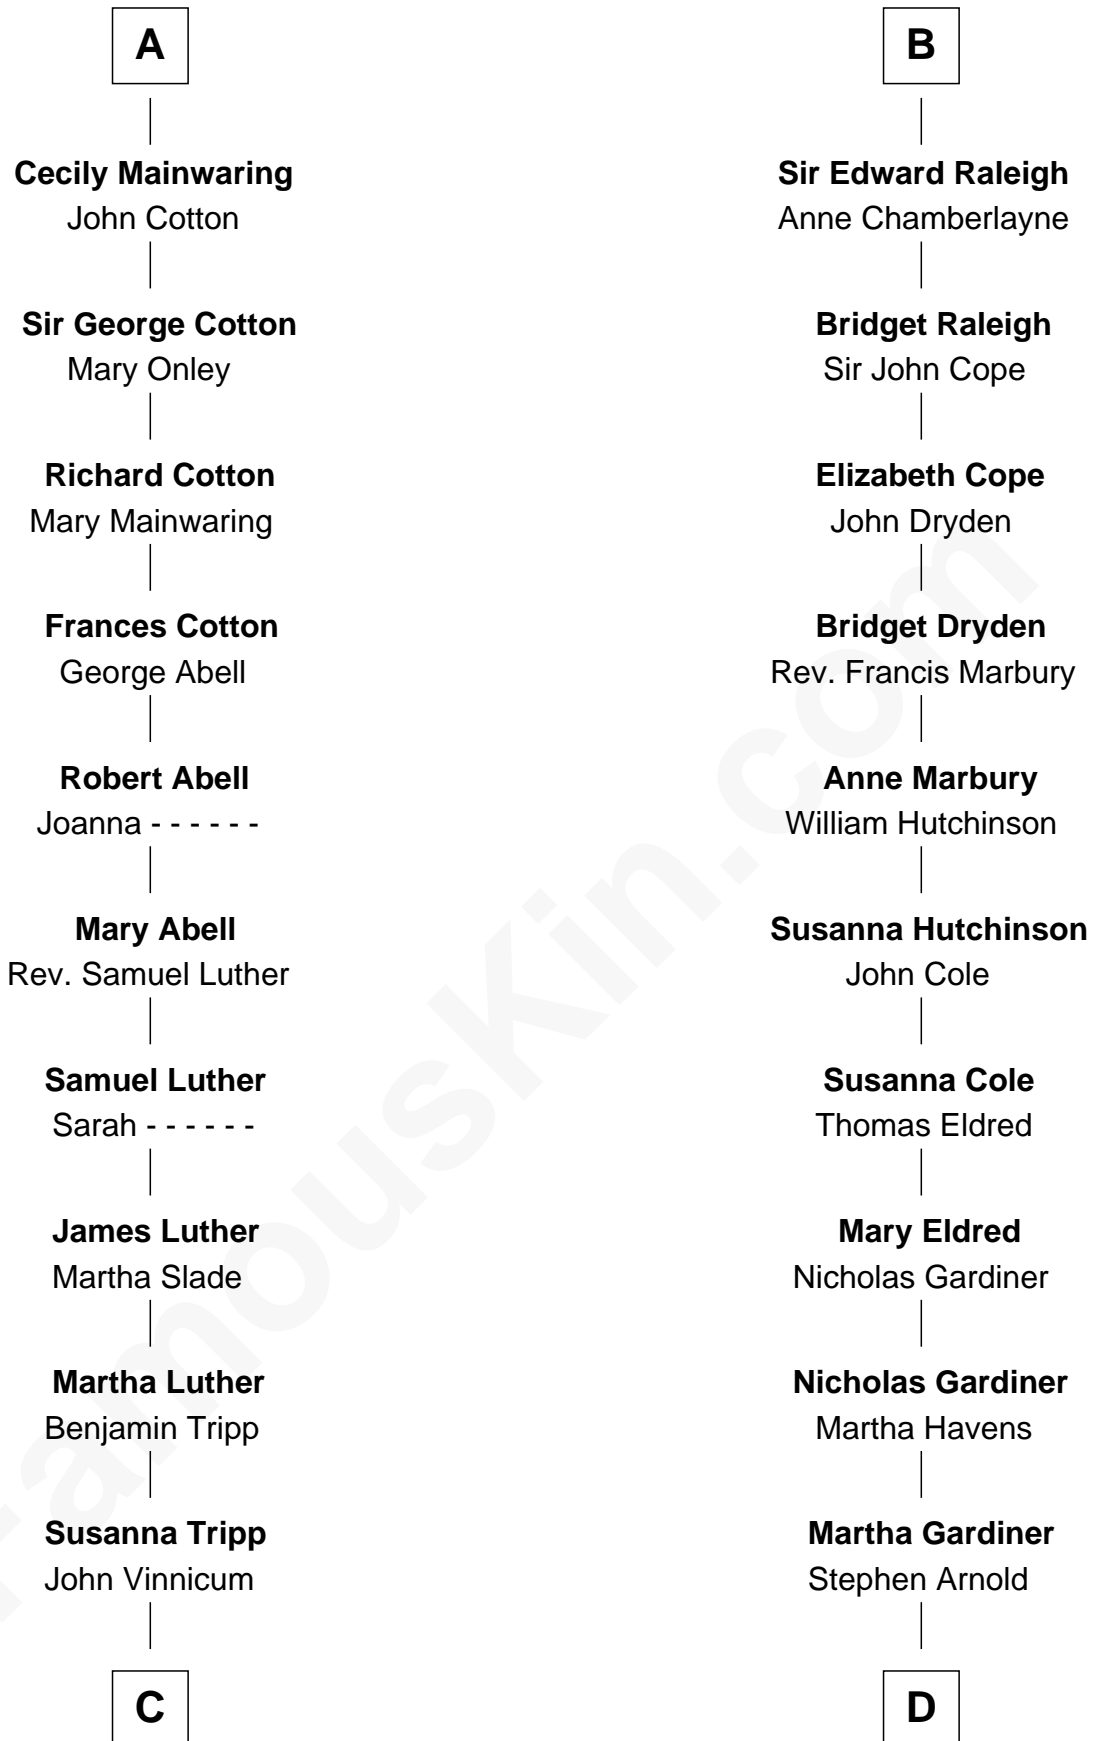 A
Cecily Mainwaring
John Cotton
Sir George Cotton
Mary Onley
Richard Cotton
Mary Mainwaring
Frances Cotton
George Abell
Robert Abell
Joanna - - - - - -
Mary Abell
Rev. Samuel Luther
Samuel Luther
Sarah - - - - - -
James Luther
Martha Slade
Martha Luther
Benjamin Tripp
Susanna Tripp
John Vinnicum
C
B
Sir Edward Raleigh
Anne Chamberlayne
Bridget Raleigh
Sir John Cope
Elizabeth Cope
John Dryden
Bridget Dryden
Rev. Francis Marbury
Anne Marbury
William Hutchinson
Susanna Hutchinson
John Cole
Susanna Cole
Thomas Eldred
Mary Eldred
Nicholas Gardiner
Nicholas Gardiner
Martha Havens
Martha Gardiner
Stephen Arnold
D
FamousKin.com